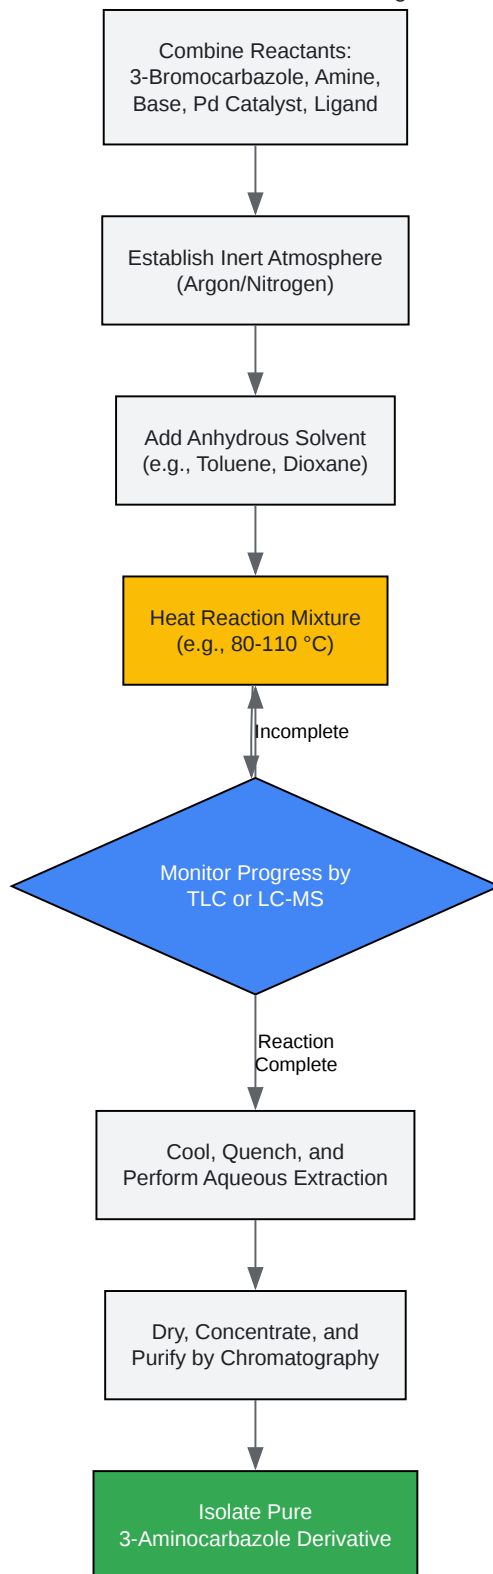 Combine Reactants:
3-Bromocarbazole, Amine,
Base, Pd Catalyst, Ligand
Establish Inert Atmosphere
(Argon/Nitrogen)
Add Anhydrous Solvent
(e.g., Toluene, Dioxane)
Heat Reaction Mixture
(e.g., 80-110 °C)
Incomplete
Monitor Progress by
TLC or LC-MS
Reaction
Complete
Cool, Quench, and
Perform Aqueous Extraction
Dry, Concentrate, and
Purify by Chromatography
Isolate Pure
3-Aminocarbazole Derivative